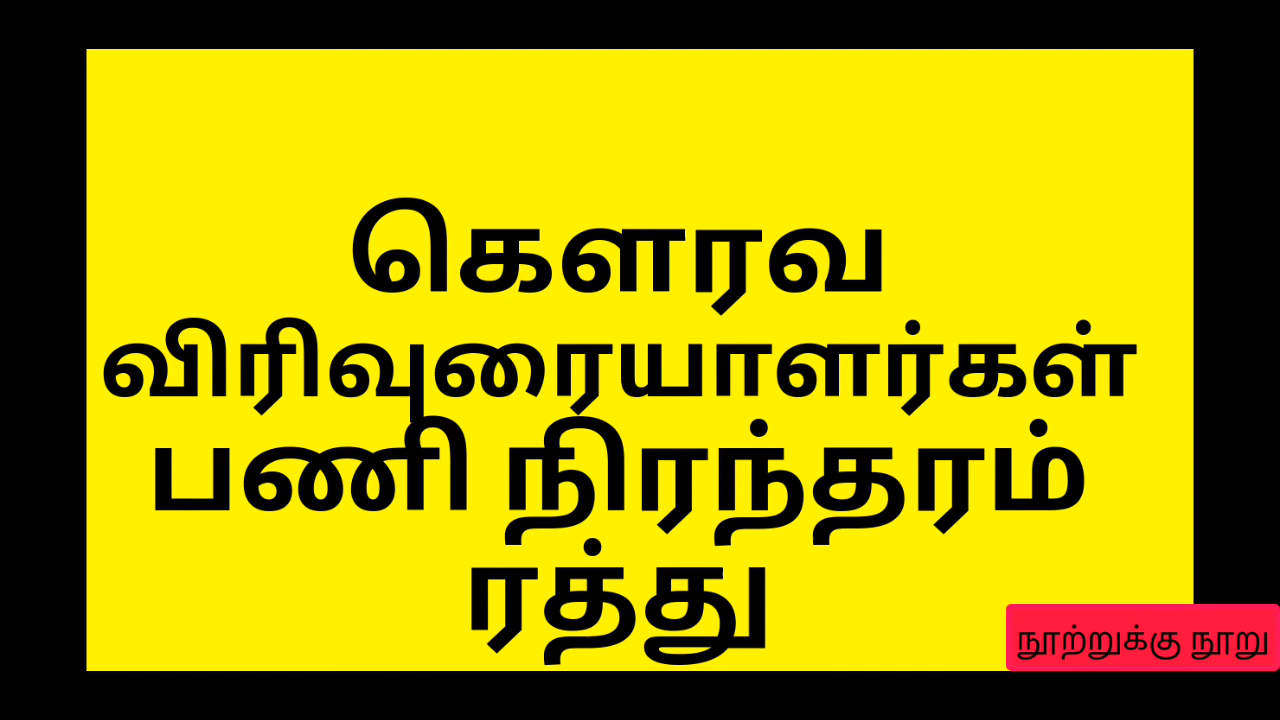 கௌரவ
விரிவுரையாளர்கள்
பணி நிரந்தரம்
ரத்து
நூற்றுக்கு நூறு